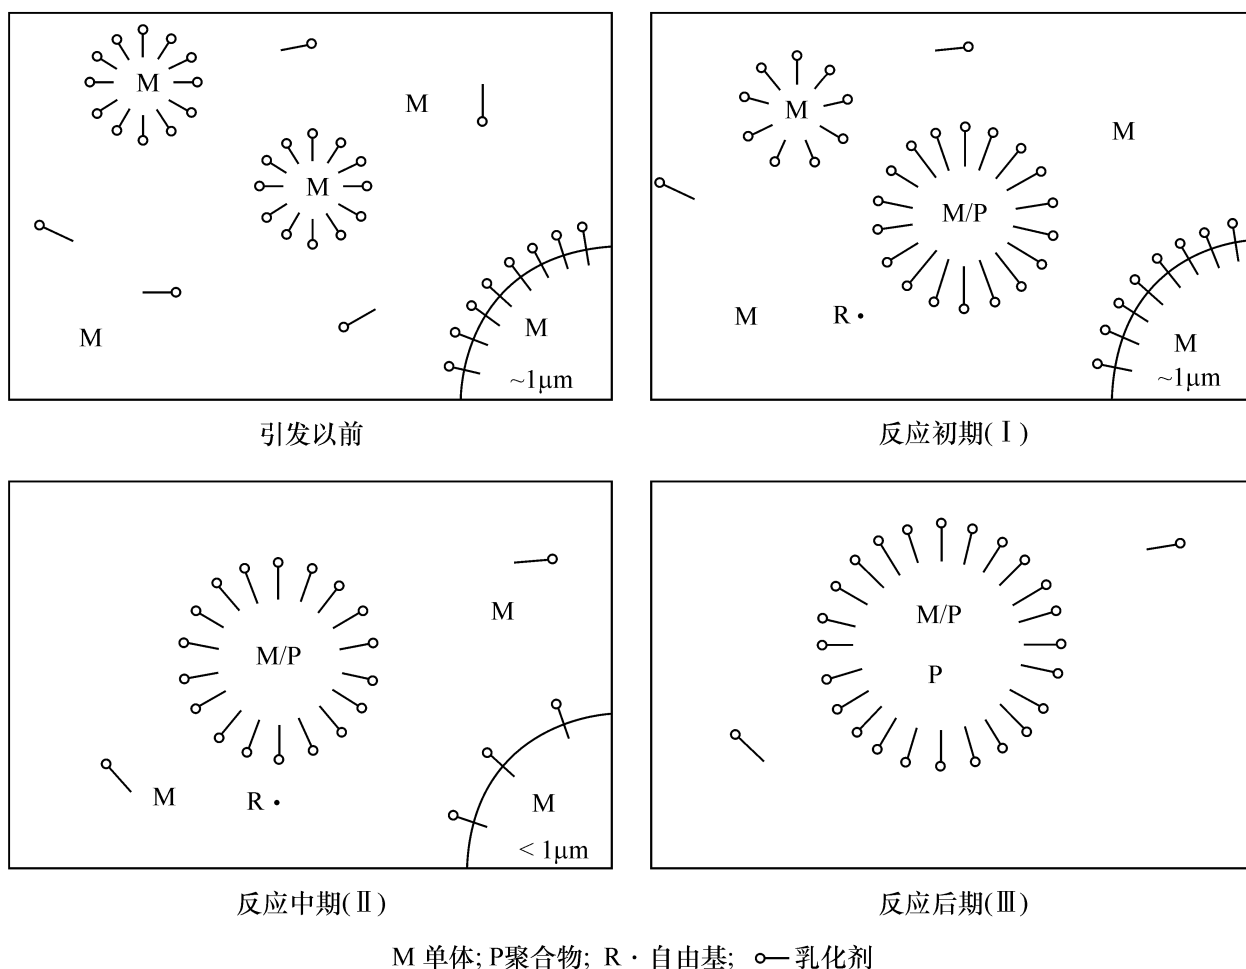 M
M
M
M
M
~1μm
引发以前
M
M
M/P
M
R·
M
~1μm
反应初期(Ⅰ)
M
M/P
M
R·
M
< 1μm
反应中期(Ⅱ)
M/P
P
反应后期(Ⅲ)
M 单体; P聚合物; R · 自由基; 乳化剂